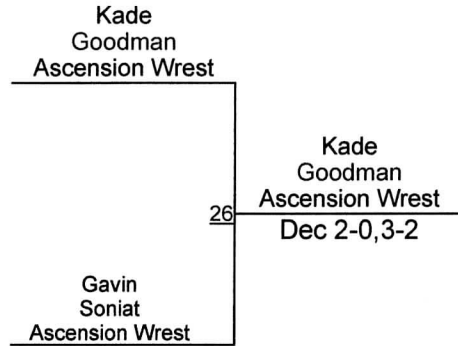 Kade
Goodman
Ascension Wrest
Kade
Goodman
Ascension Wrest
26
Dec 2-0,3-2
Gavin
Soniat
Ascension Wrest